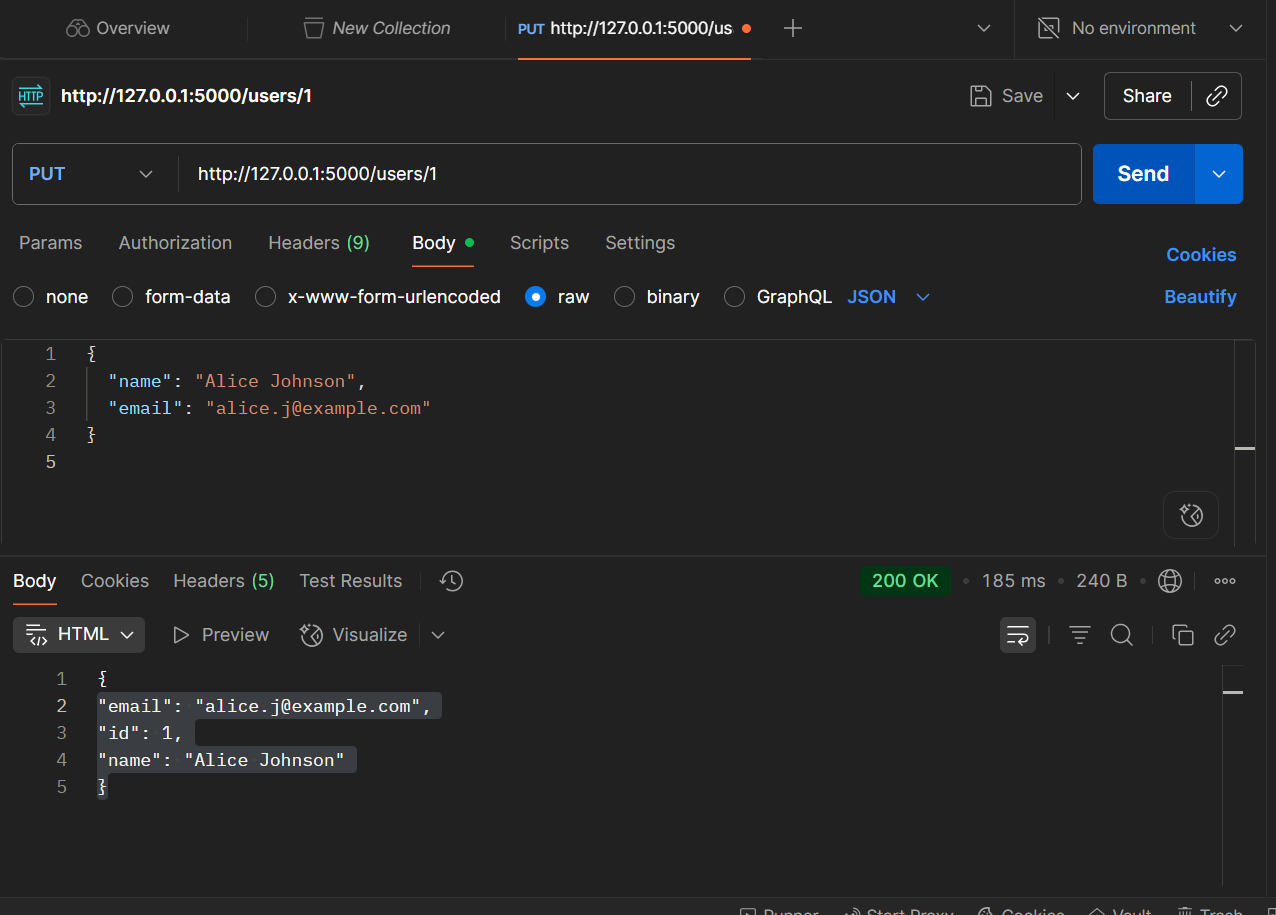 Overview New Collection PUT http://127.0.0.1:5000/us No environment
HTTP http://127.0.0.1:5000/users/1 Save Share
PUT http://127.0.0.1:5000/users/1 Send
Params Authorization Headers (9) Body Scripts Settings Cookies
none form-data x-www-form-urlencoded raw binary GraphQL JSON Beautify
1 {
2 "name": "Alice Johnson",
3 "email": "alice.j@example.com"
4 }
5
Body Cookies Headers (5) Test Results 200 OK 185 ms 240 B
HTML Preview Visualize
1 {
2 "email": "alice.j@example.com",
3 "id": 1,
4 "name": "Alice Johnson"
5 }
Runner Start Proxy Cookies Vault Trash